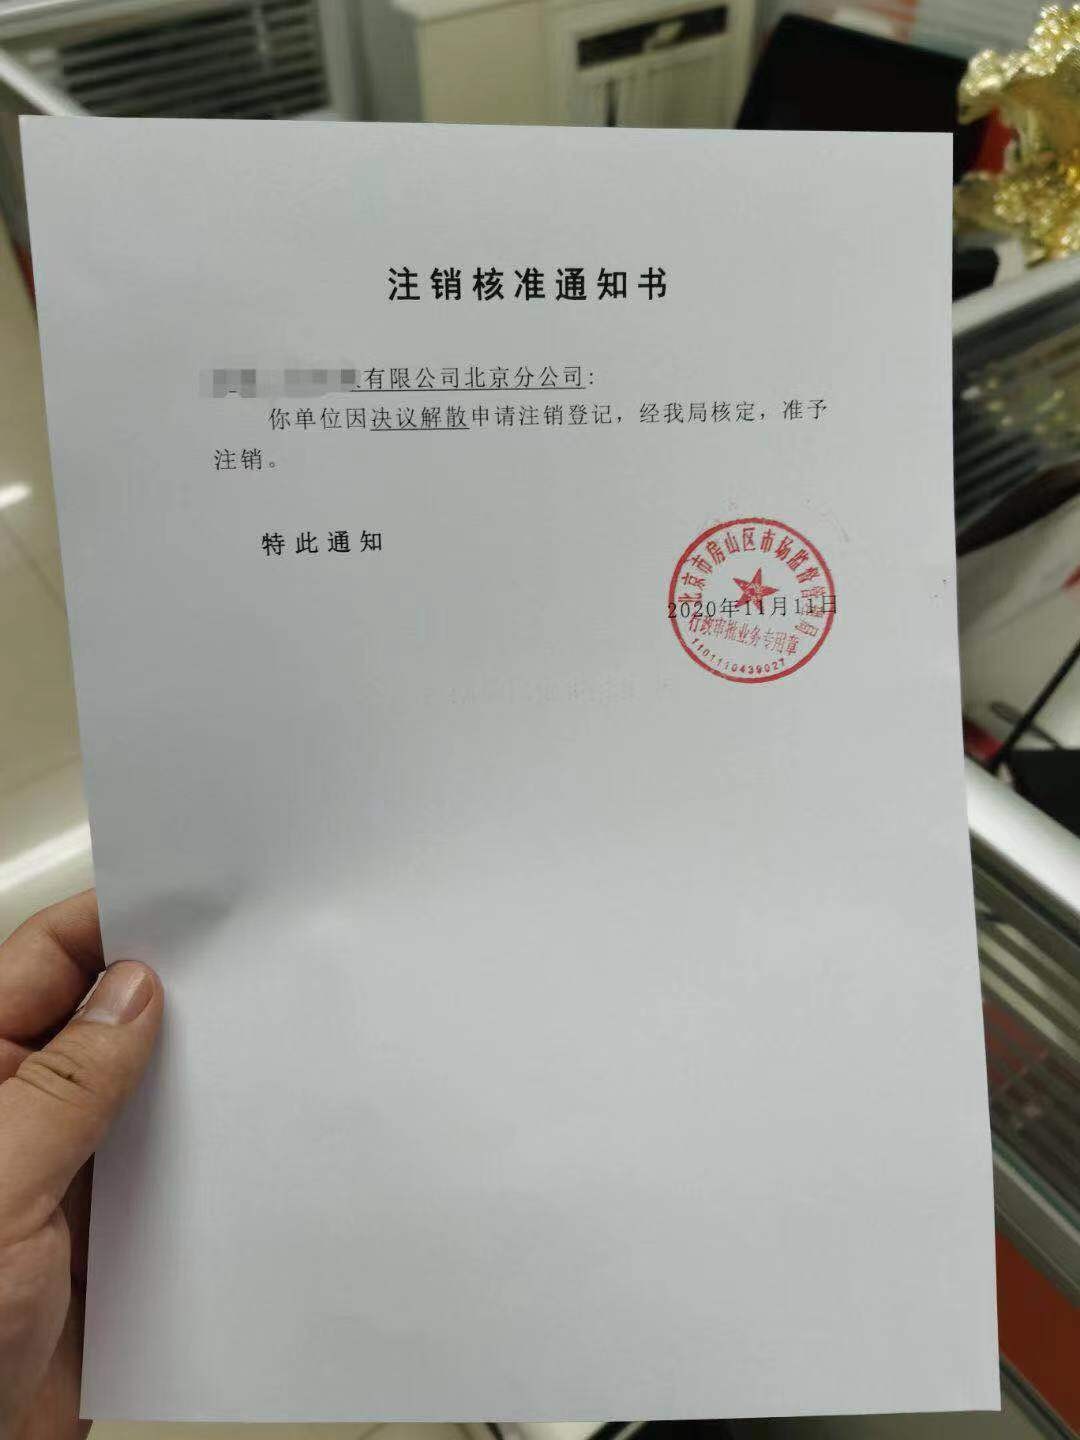 注销核准通知书
有限公司北京分公司:
你单位因决议解散申请注销登记，经我局核定，准予
注销。
特此通知
北京市房山区市场监督管理局
2020年11月11日
行政审批业务专用章
1101110439027